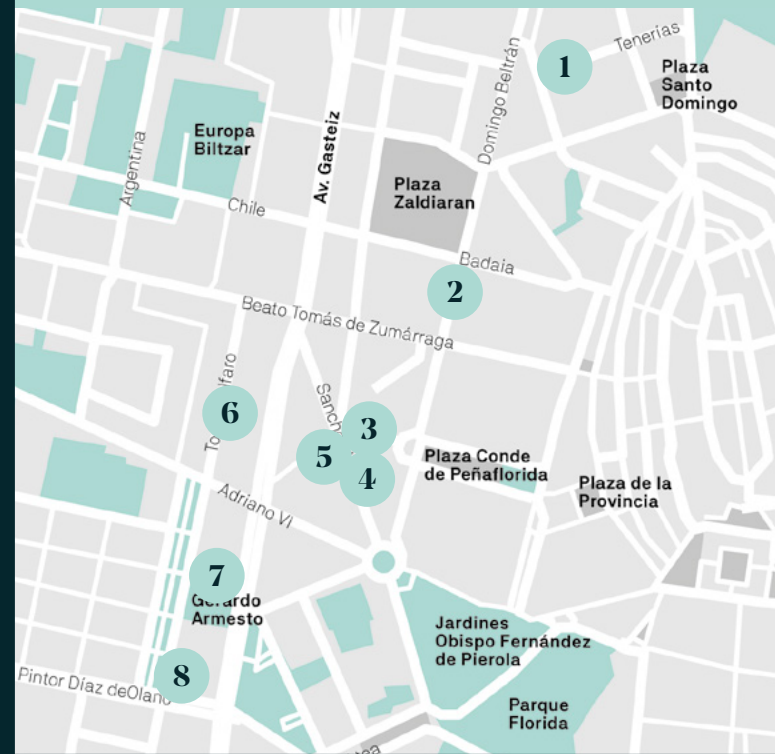 1
Tenerías
Plaza
Santo
Domingo
Domingo Beltrán
Europa
Biltzar
Argentina
Av. Gasteiz
Plaza
Zaldiaran
Chile
Badaia
2
Beato Tomás de Zumárraga
6
3
5
4
Plaza Conde
de Peñaflorida
Plaza de la
Provincia
Adriano VI
7
Gerardo
Armesto
Jardines
Obispo Fernández
de Pierola
8
Pintor Díaz deOlano
Parque
Florida